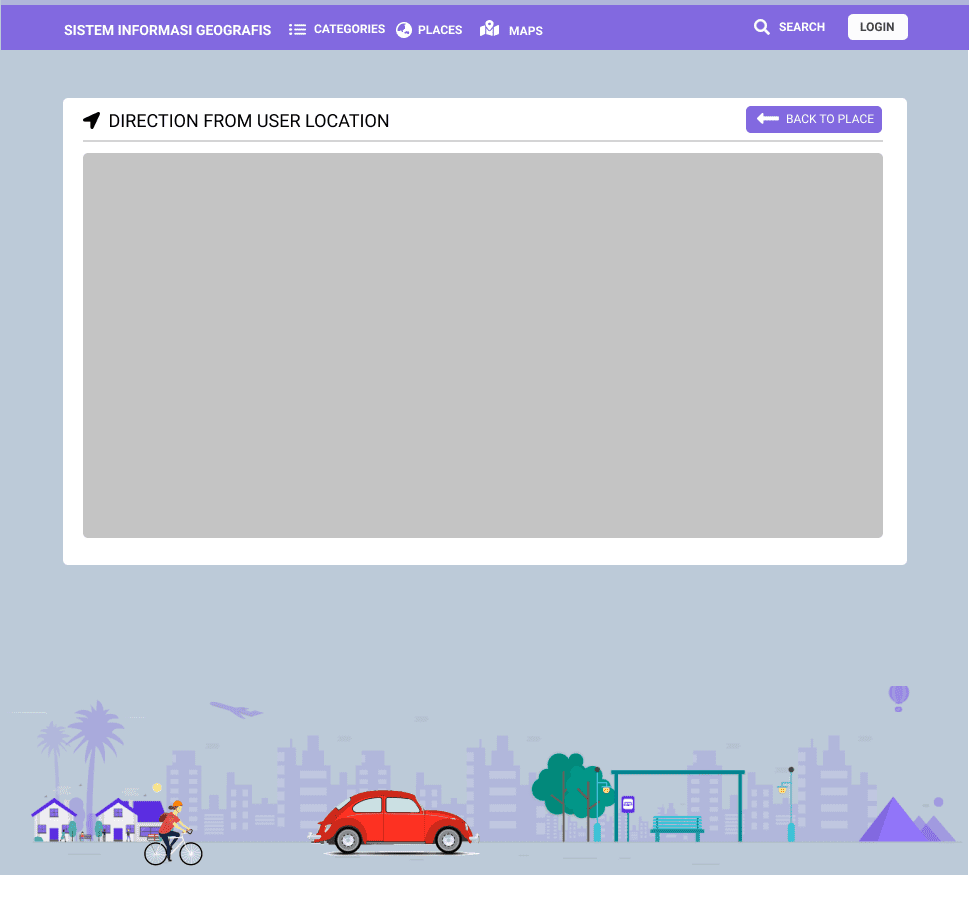 SISTEM INFORMASI GEOGRAFIS CATEGORIES PLACES MAPS SEARCH LOGIN
DIRECTION FROM USER LOCATION BACK TO PLACE